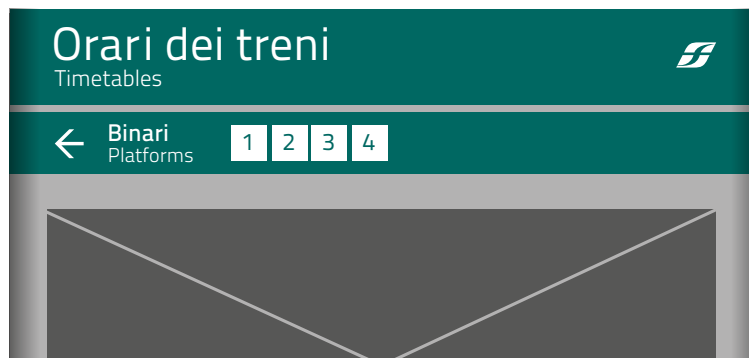 Orari dei treni
Timetables
Binari
Platforms
1 2 3 4